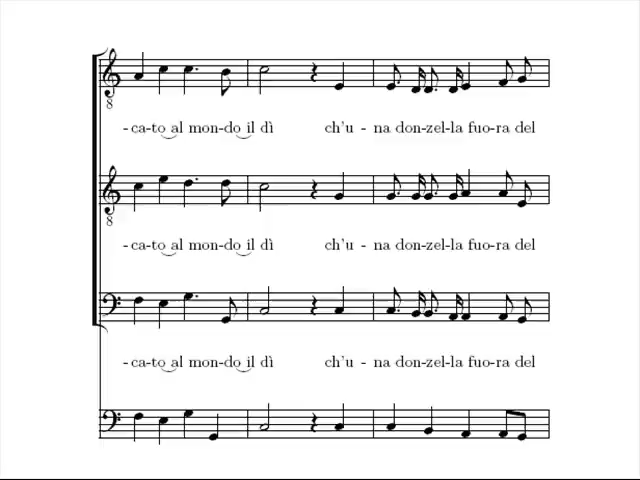 8
- ca-to al mon-do il dì ch'u - na don-zel-la fuo-ra del
8
- ca-to al mon-do il dì ch'u - na don-zel-la fuo-ra del
- ca-to al mon-do il dì ch'u - na don-zel-la fuo-ra del